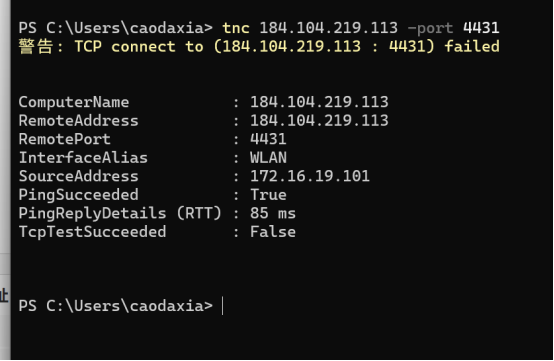 PS C:\Users\caodaxia> tnc 184.104.219.113 -port 4431
警告: TCP connect to (184.104.219.113 : 4431) failed
ComputerName : 184.104.219.113
RemoteAddress : 184.104.219.113
RemotePort : 4431
InterfaceAlias : WLAN
SourceAddress : 172.16.19.101
PingSucceeded : True
PingReplyDetails (RTT) : 85 ms
TcpTestSucceeded : False
PS C:\Users\caodaxia>